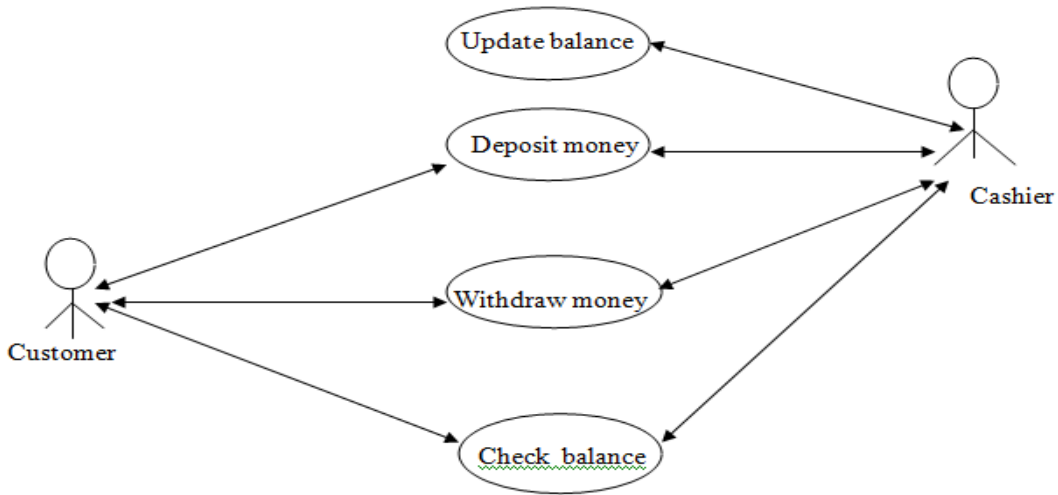 Update balance
Deposit money
Cashier
Withdraw money
Customer
Check balance